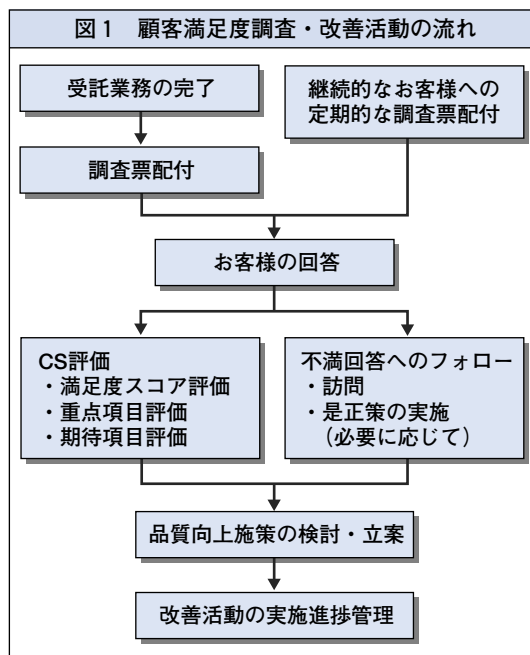 図1 顧客満足度調査・改善活動の流れ
受託業務の完了
継続的なお客様への
定期的な調査票配付
調査票配付
お客様の回答
CS評価
・満足度スコア評価
・重点項目評価
・期待項目評価
不満回答へのフォロー
・訪問
・是正策の実施
（必要に応じて）
品質向上施策の検討・立案
改善活動の実施進捗管理